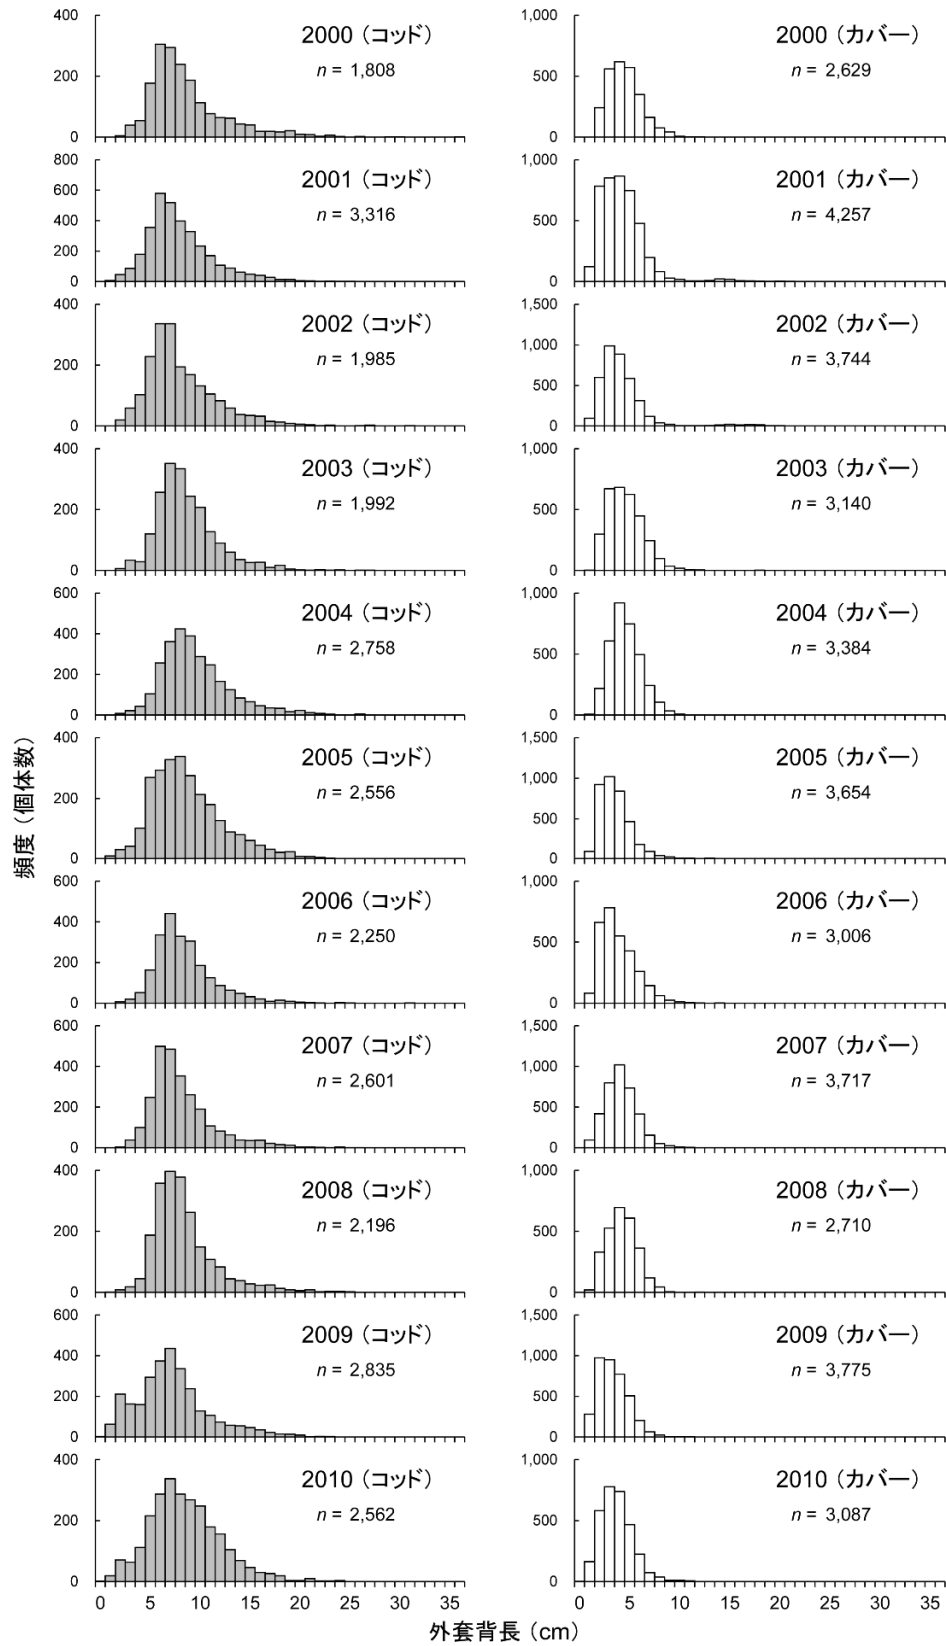 400
200
0
2000 (コッド)
n = 1,808
1,000
500
0
2000 (カバー)
n = 2,629
800
600
400
200
0
2001 (コッド)
n = 3,316
1,000
500
0
2001 (カバー)
n = 4,257
400
200
0
2002 (コッド)
n = 1,985
1,500
1,000
500
0
2002 (カバー)
n = 3,744
400
200
0
2003 (コッド)
n = 1,992
1,000
500
0
2003 (カバー)
n = 3,140
600
400
200
0
2004 (コッド)
n = 2,758
1,000
500
0
2004 (カバー)
n = 3,384
400
200
0
2005 (コッド)
n = 2,556
1,500
1,000
500
0
2005 (カバー)
n = 3,654
頻度 (個体数)
600
400
200
0
2006 (コッド)
n = 2,250
1,000
500
0
2006 (カバー)
n = 3,006
600
400
200
0
2007 (コッド)
n = 2,601
1,500
1,000
500
0
2007 (カバー)
n = 3,717
400
200
0
2008 (コッド)
n = 2,196
1,000
500
0
2008 (カバー)
n = 2,710
600
400
200
0
2009 (コッド)
n = 2,835
1,500
1,000
500
0
2009 (カバー)
n = 3,775
400
200
0
2010 (コッド)
n = 2,562
1,000
500
0
2010 (カバー)
n = 3,087
0 5 10 15 20 25 30 35
0 5 10 15 20 25 30 35
外套背長 (cm)